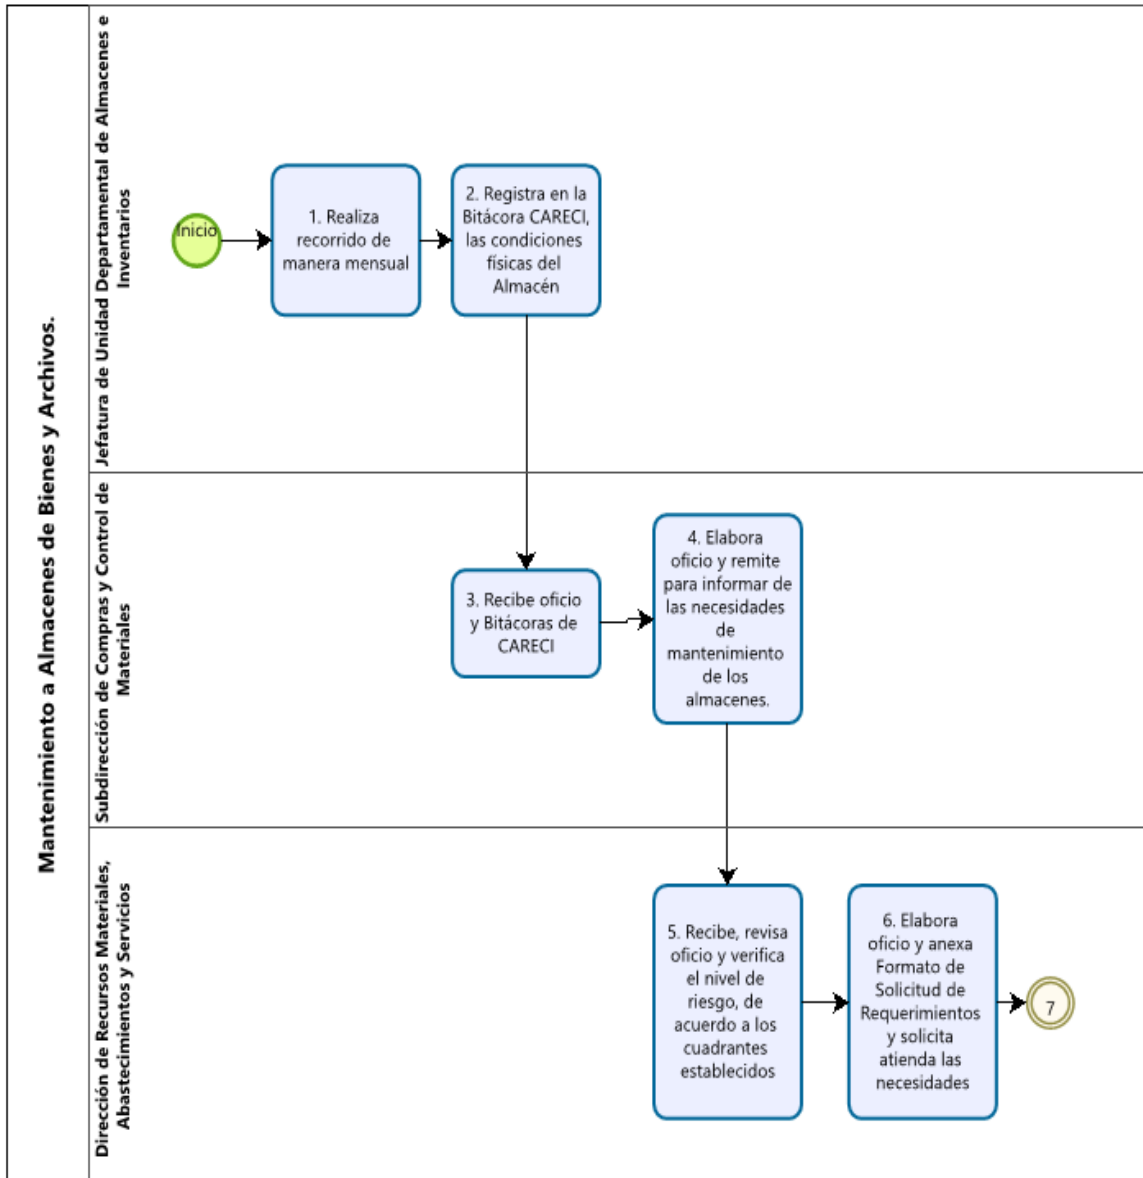 Mantenimiento a Almacenes de Bienes y Archivos.
Jefatura de Unidad Departamental de Almacenes e
Inventarios
Inicio
1. Realiza
recorrido de
manera mensual
2. Registra en la
Bitácora CARECI,
las condiciones
físicas del
Almacén
Subdirección de Compras y Control de
Materiales
3. Recibe oficio
y Bitácoras de
CARECI
4. Elabora
oficio y remite
para informar de
las necesidades
de
mantenimiento
de los
almacenes.
Dirección de Recursos Materiales,
Abastecimientos y Servicios
5. Recibe, revisa
oficio y verifica
el nivel de
riesgo, de
acuerdo a los
cuadrantes
establecidos
6. Elabora
oficio y anexa
Formato de
Solicitud de
Requerimientos
y solicita
atienda las
necesidades
7